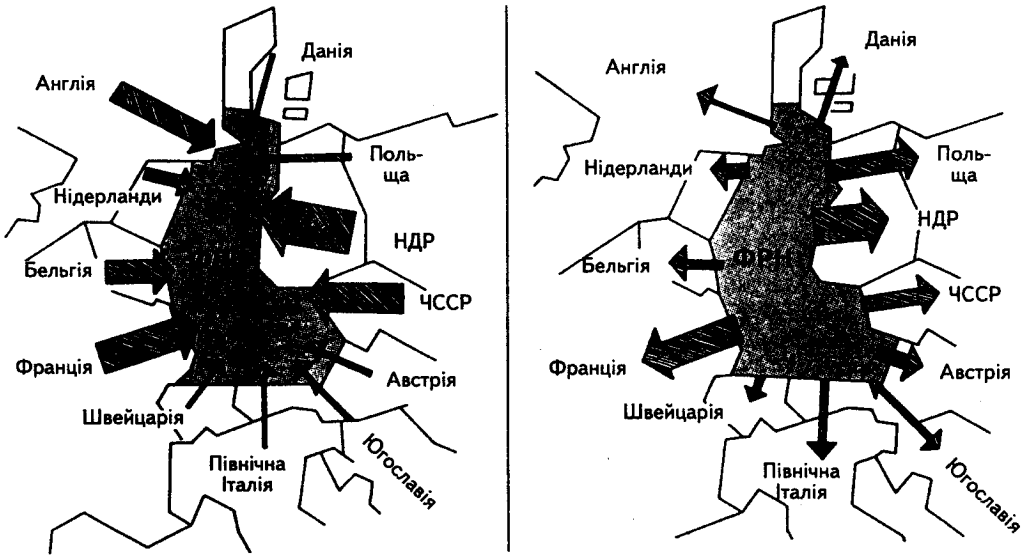 Данія
Англія
Поль-
ща
Нідерланди
НДР
Бельгія
ЧССР
Франція
Австрія
Швейцарія
Північна
Італія
Югославія
Данія
Англія
Нідерланди
Поль-
ща
НДР
ФРН
Бельгія
ЧССР
Франція
Австрія
Швейцарія
Північна
Італія
Югославія